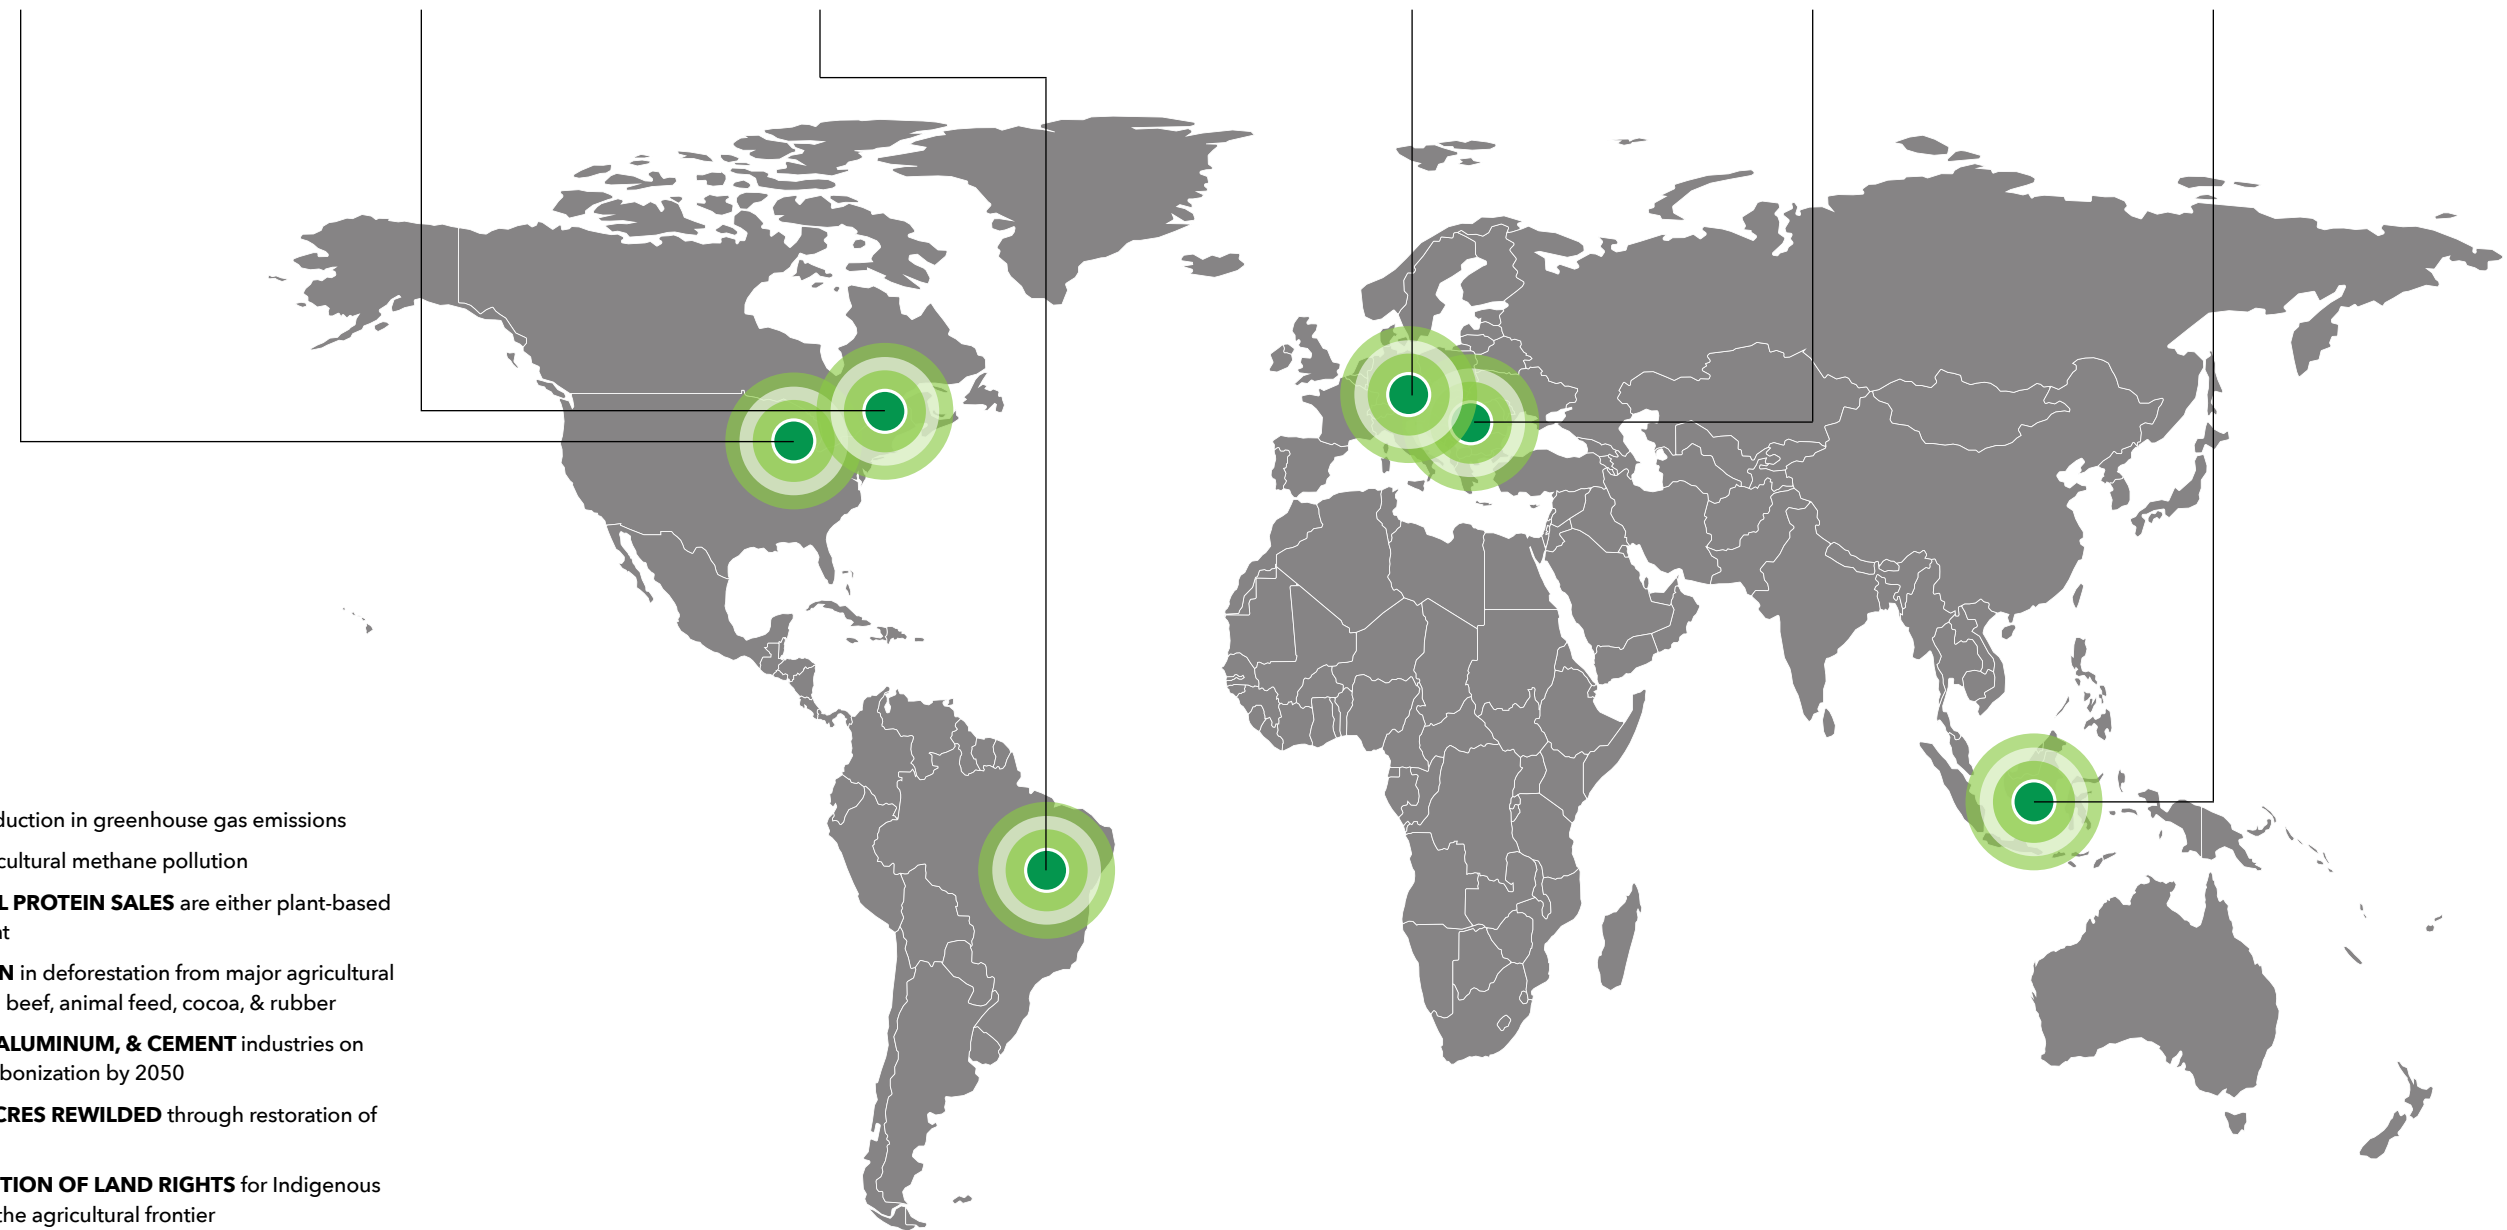 duction in greenhouse gas emissions
cultural methane pollution
L PROTEIN SALES are either plant-based
nt
N in deforestation from major agricultural
beef, animal feed, cocoa, & rubber
ALUMINUM, & CEMENT industries on
bonization by 2050
CRES REWILDED through restoration of
TION OF LAND RIGHTS for Indigenous
the agricultural frontier